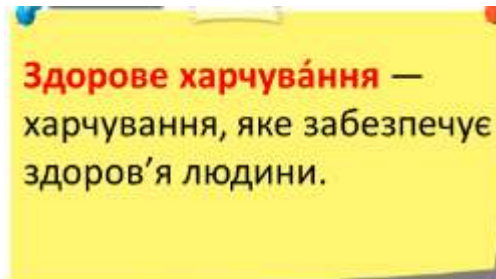 Здорове харчува́ння —
харчування, яке забезпечує
здоров’я людини.